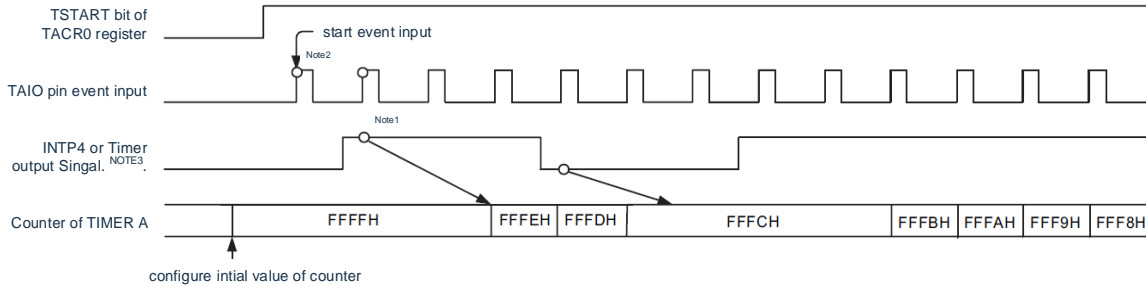 TSTART bit of
TACR0 register
start event input
Note2
TAIO pin event input
Note1
INTP4 or Timer
output Singal. NOTE3.
Counter of TIMER A
FFFFH
FFFEH
FFFDH
FFFCH
FFFBH
FFFAH
FFF9H
FFF8H
configure intial value of counter